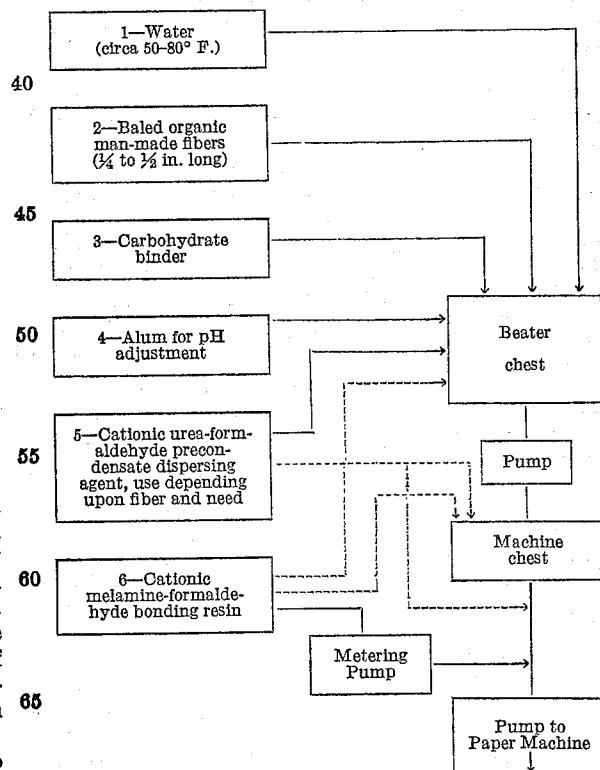 1—Water
(circa 50-80° F.)
40
2—Baled organic
man-made fibers
(¼ to ½ in. long)
45
3—Carbohydrate
binder
50
4—Alum for pH
adjustment
Beater
chest
5—Cationic urea-form-
aldehyde precon-
densate dispersing
agent, use depending
upon fiber and need
55
Pump
Machine
chest
60
6—Cationic
melamine-formalde-
hyde bonding resin
Metering
Pump
65
Pump to
Paper Machine